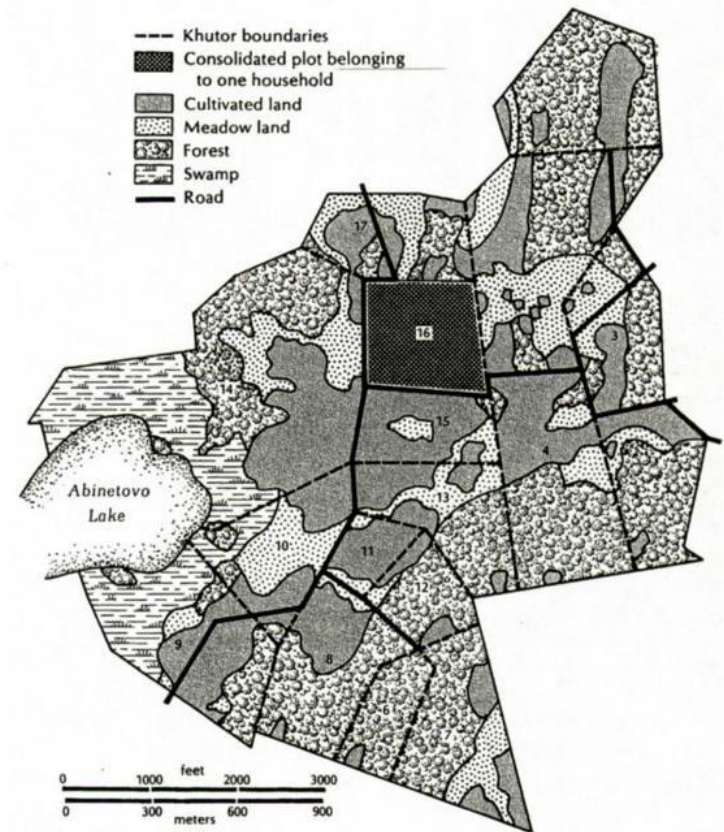 Khutor boundaries
Consolidated plot belonging
to one household
Cultivated land
Meadow land
Forest
Swamp
Road
17
16
3
14
15
4
Abinetovo
Lake
13
10
11
9
8
7
0 1000 feet 2000 3000
0 300 meters 600 900